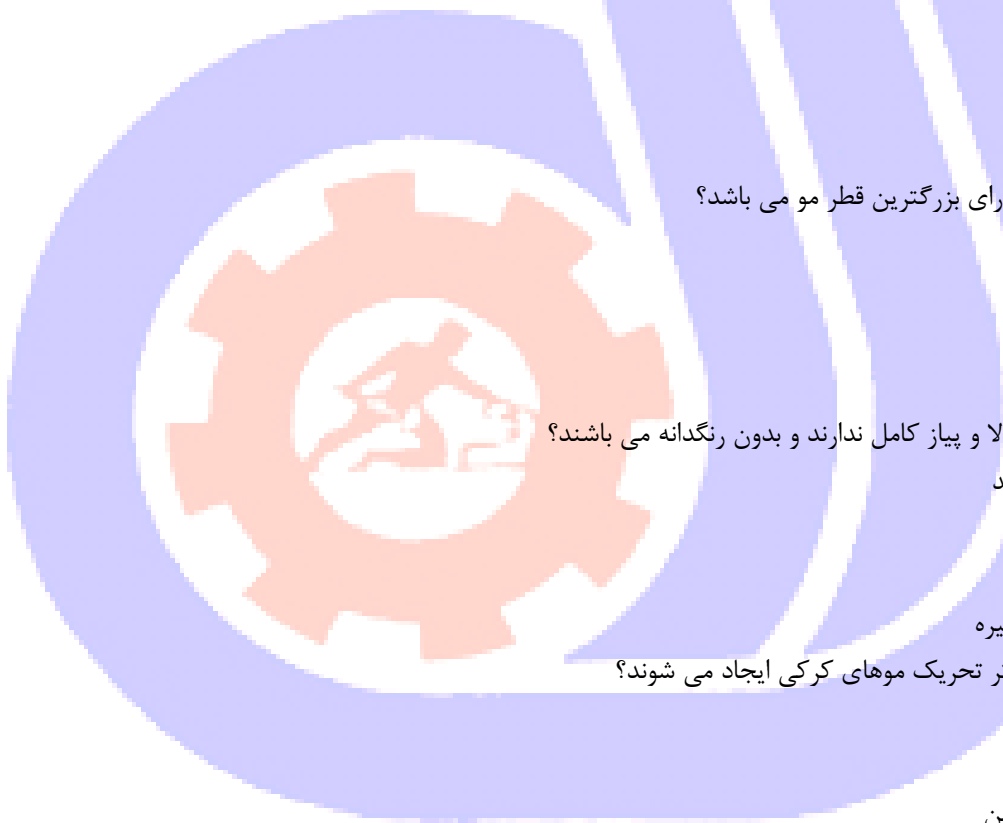 رای بزرگترین قطر مو می باشد؟
لا و پیاز کامل ندارند و بدون رنگدانه می باشند؟
د
یره
ر تحریک موهای کرکی ایجاد می شوند؟
ن